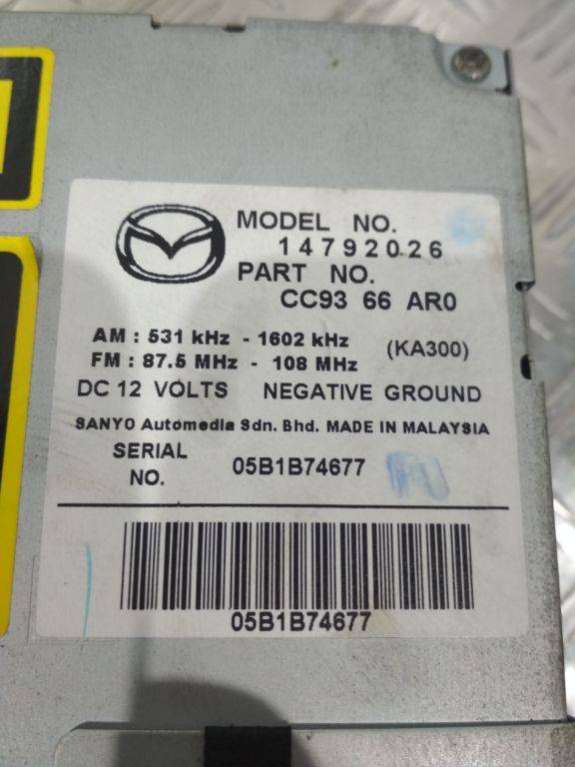 MODEL NO.
14792026
PART NO.
CC93 66 AR0
AM : 531 kHz - 1602 kHz
FM : 87.5 MHz - 108 MHz
(KA300)
DC 12 VOLTS NEGATIVE GROUND
SANYO Automedia Sdn. Bhd. MADE IN MALAYSIA
SERIAL
NO.
05B1B74677
05B1B74677